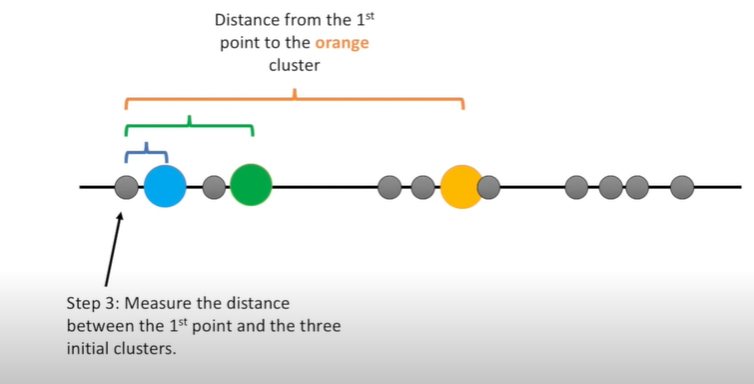 Distance from the 1st
point to the orange
cluster
Step 3: Measure the distance
between the 1st point and the three
initial clusters.